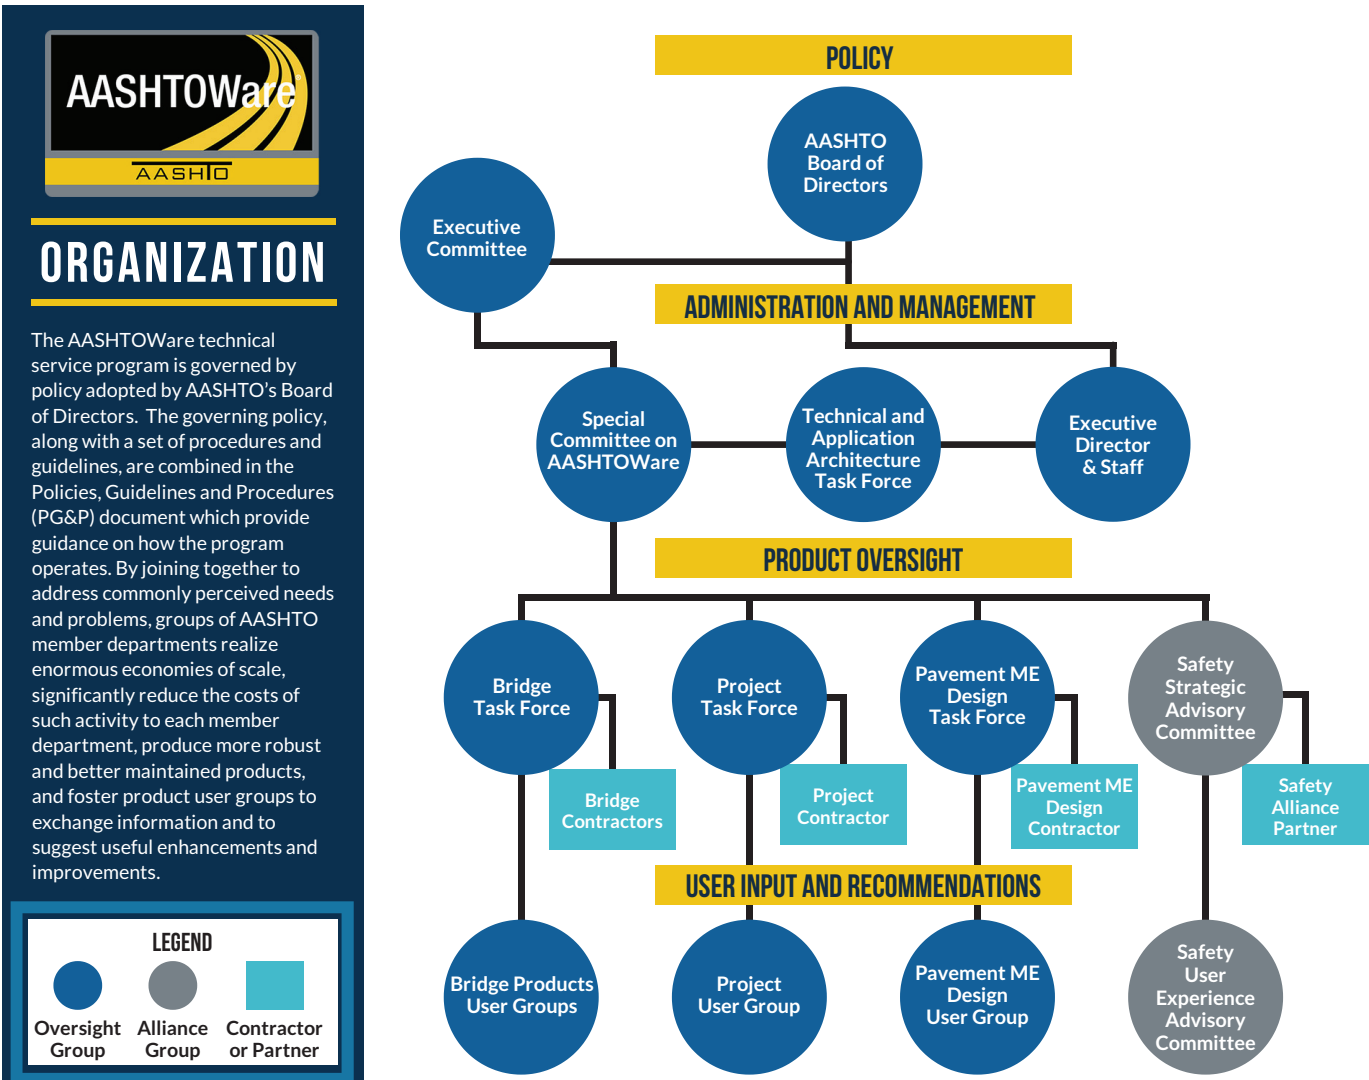 AASHTOWare®
AASHTO
ORGANIZATION
The AASHTOWare technical
service program is governed by
policy adopted by AASHTO’s Board
of Directors.  The governing policy,
along with a set of procedures and
guidelines, are combined in the
Policies, Guidelines and Procedures
(PG&P) document which provide
guidance on how the program
operates. By joining together to
address commonly perceived needs
and problems, groups of AASHTO
member departments realize
enormous economies of scale,
significantly reduce the costs of
such activity to each member
department, produce more robust
and better maintained products,
and foster product user groups to
exchange information and to
suggest useful enhancements and
improvements.
LEGEND
Oversight
Group
Alliance
Group
Contractor
or Partner
POLICY
AASHTO
Board of
Directors
Executive
Committee
ADMINISTRATION AND MANAGEMENT
Special
Committee on
AASHTOWare
Technical and
Application
Architecture
Task Force
Executive
Director
& Staff
PRODUCT OVERSIGHT
Bridge
Task Force
Project
Task Force
Pavement ME
Design
Task Force
Safety
Strategic
Advisory
Committee
Bridge
Contractors
Project
Contractor
Pavement ME
Design
Contractor
Safety
Alliance
Partner
USER INPUT AND RECOMMENDATIONS
Bridge Products
User Groups
Project
User Group
Pavement ME
Design
User Group
Safety
User
Experience
Advisory
Committee